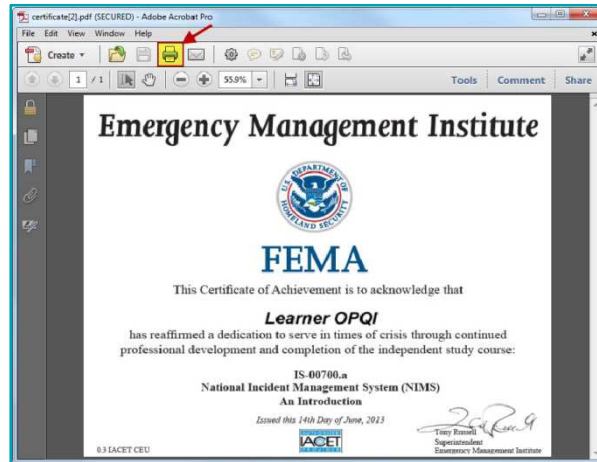 certificate[2].pdf (SECURED) - Adobe Acrobat Pro
File Edit View Window Help
Create
1 / 1 55.9% Tools Comment Share
Emergency Management Institute
U.S. DEPARTMENT OF HOMELAND SECURITY
FEMA
This Certificate of Achievement is to acknowledge that
Learner OPQI
has reaffirmed a dedication to serve in times of crisis through continued
professional development and completion of the independent study course:
IS-00700.a
National Incident Management System (NIMS)
An Introduction
Issued this 14th Day of June, 2013
Tony Russell
Superintendent
Emergency Management Institute
IACET
0.3 IACET CEU